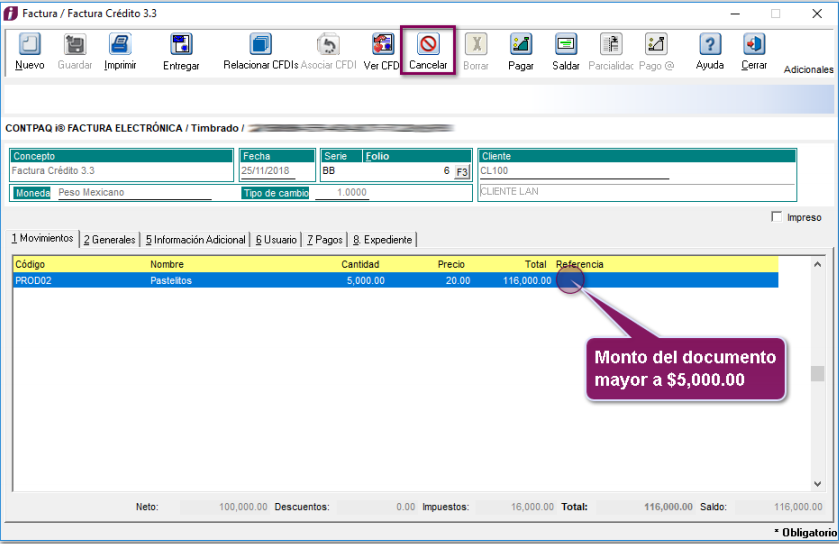 Factura / Factura Crédito 3.3
Nuevo Guardar Imprimir Entregar Relacionar CFDIs Asociar CFDI Ver CFD Cancelar Borrar Pagar Saldar Parcialidac Pago @ Ayuda Cerrar Adicionales
CONTPAQ i® FACTURA ELECTRÓNICA / Timbrado /
Concepto Fecha Serie Folio Cliente
Factura Crédito 3.3 25/11/2018 BB 6 F3 CL100
Moneda Peso Mexicano Tipo de cambio 1.0000 CLIENTE LAN
Impreso
1 Movimientos 2 Generales 5 Información Adicional 6 Usuario 7 Pagos 8. Expediente
Código Nombre Cantidad Precio Total Referencia
PROD02 Pastelitos 5,000.00 20.00 116,000.00
Monto del documento
mayor a $5,000.00
Neto: 100,000.00 Descuentos: 0.00 Impuestos: 16,000.00 Total: 116,000.00 Saldo: 116,000.00
* Obligatorio